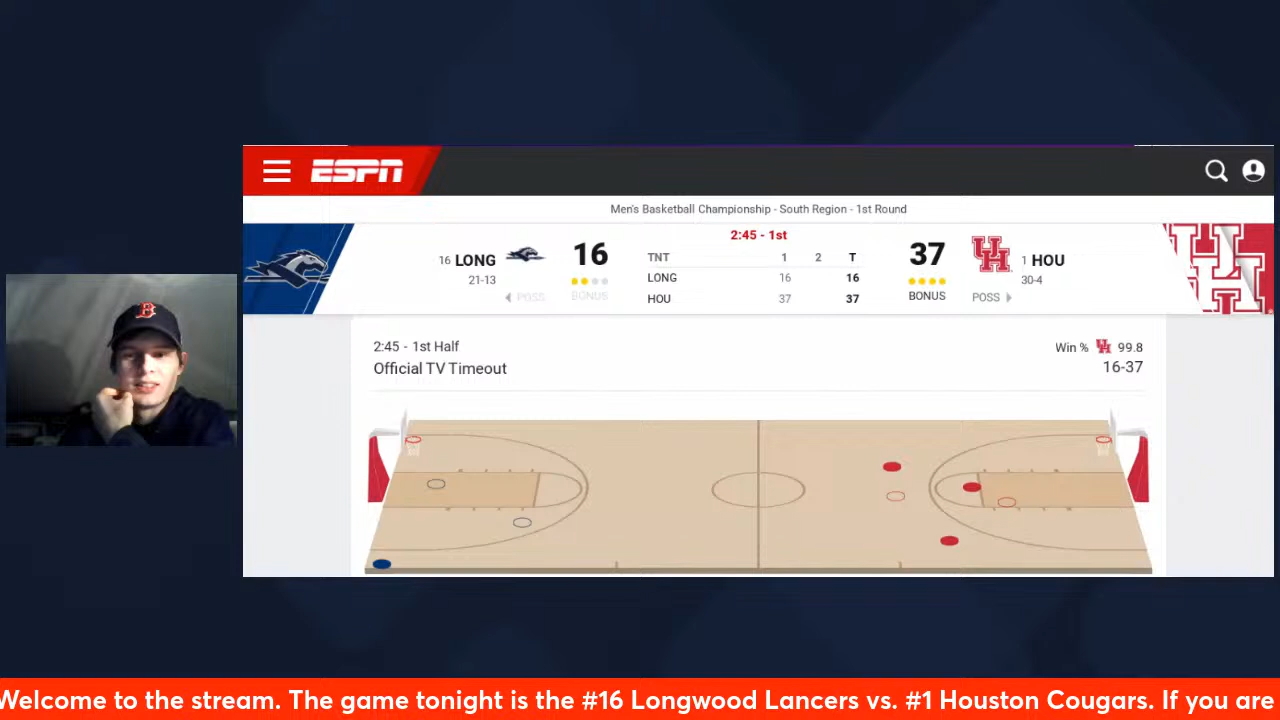 ESPN
Men's Basketball Championship - South Region - 1st Round
2:45 - 1st
16 LONG
21-13
POSS
16
BONUS
TNT 1 2 T
LONG 16 16
HOU 37 37
37
BONUS
1 HOU
30-4
POSS
2:45 - 1st Half
Official TV Timeout
Win % 99.8
16-37
B
Welcome to the stream. The game tonight is the #16 Longwood Lancers vs. #1 Houston Cougars. If you are